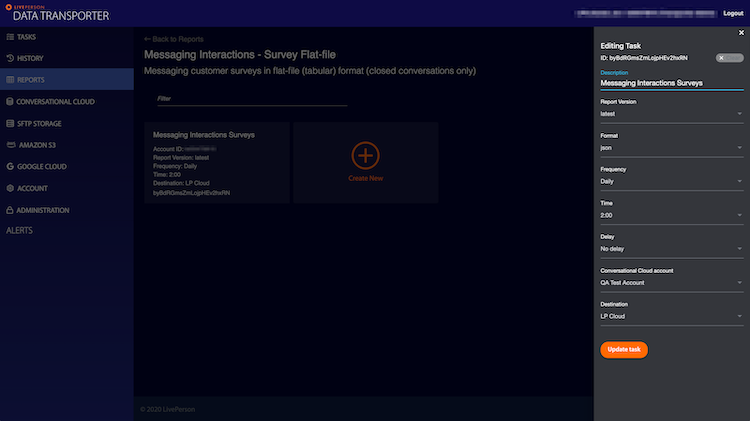 LIVEPERSON
DATA TRANSPORTER
Logout
TASKS
HISTORY
REPORTS
CONVERSATIONAL CLOUD
SFTP STORAGE
AMAZON S3
GOOGLE CLOUD
ACCOUNT
ADMINISTRATION
ALERTS
← Back to Reports
Messaging Interactions - Survey Flat-file
Messaging customer surveys in flat-file (tabular) format (closed conversations only)
Filter
Messaging Interactions Surveys
Account ID:
Report Version: latest
Frequency: Daily
Time: 2:00
Destination: LP Cloud
byBdRGmsZmLojpHEv2hxRN
Create New
© 2020 LivePerson
Editing Task
ID: byBdRGmsZmLojpHEv2hxRN
Description
Messaging Interactions Surveys
Report Version
latest
Format
json
Frequency
Daily
Time
2:00
Delay
No delay
Conversational Cloud account
QA Test Account
Destination
LP Cloud
Update task